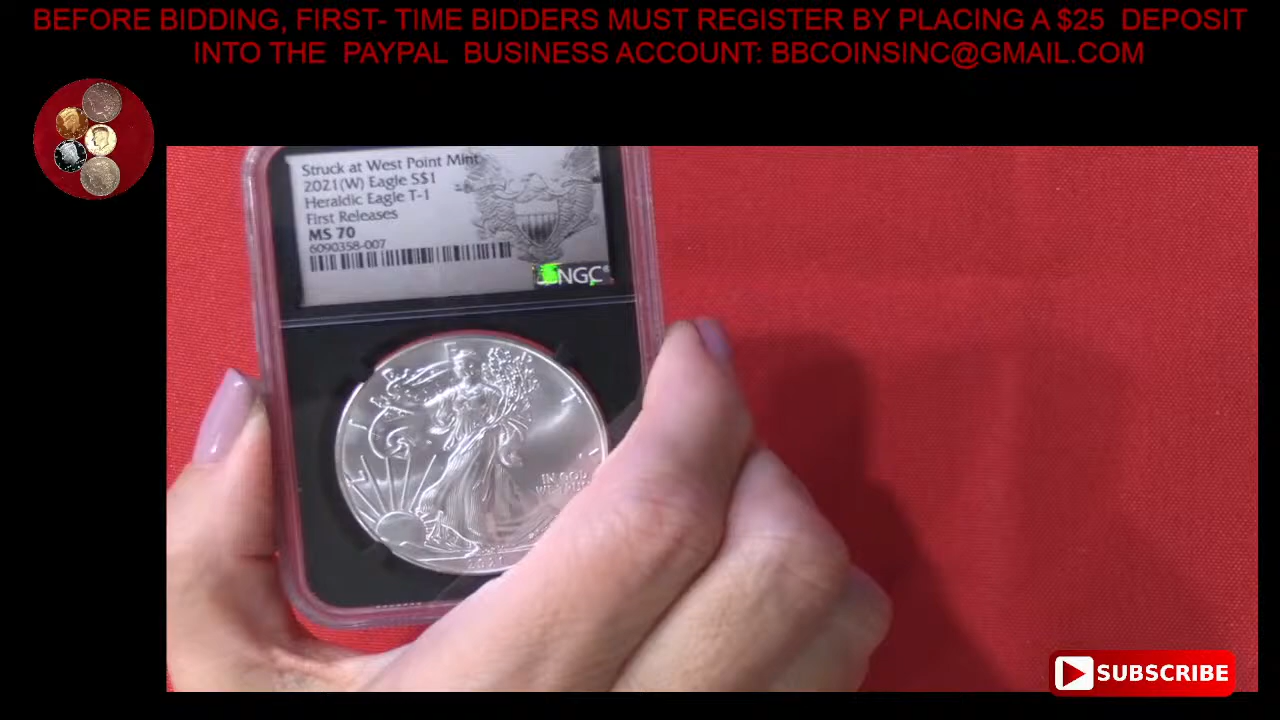 BEFORE BIDDING, FIRST- TIME BIDDERS MUST REGISTER BY PLACING A $25 DEPOSIT
INTO THE PAYPAL BUSINESS ACCOUNT: BBCOINSINC@GMAIL.COM
Struck at West Point Mint
2021(W) Eagle S$1
Heraldic Eagle T-1
First Releases
MS 70
6090358-007
NGC
IN GOD
2021
SUBSCRIBE